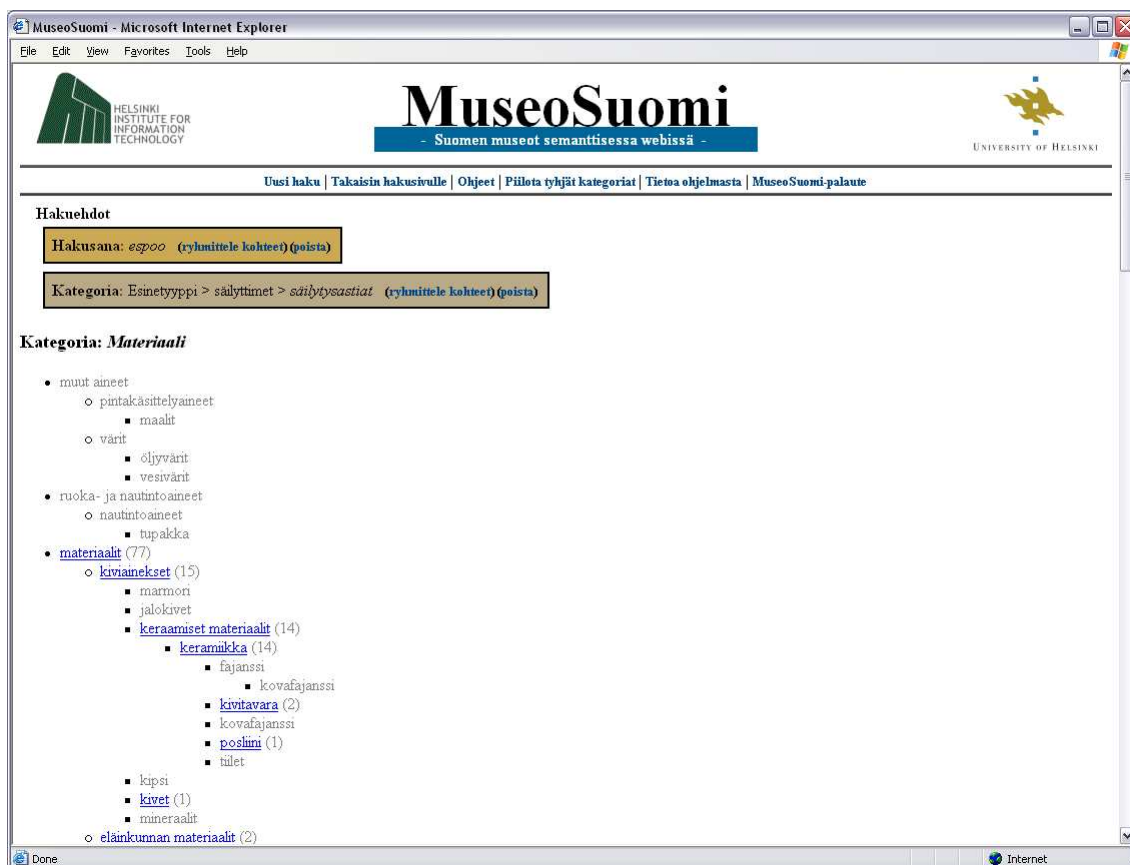 MuseoSuomi - Microsoft Internet Explorer
File Edit View Favorites Tools Help
HELSINKI
INSTITUTE FOR
INFORMATION
TECHNOLOGY
MuseoSuomi
- Suomen museot semanttisessa webissä -
UNIVERSITY OF HELSINKI
Uusi haku | Takaisin hakusivulle | Ohjeet | Piilota tyhjät kategoriat | Tietoa ohjelmasta | MuseoSuomi-palaute
Hakuehdot
Hakusana: espoo (ryhmittele kohteet)(poista)
Kategoria: Esinetyyppi > säilyttimet > säilytysastiat (ryhmittele kohteet)(poista)
Kategoria: Materiaali
muut aineet
pintakäsittelyaineet
maalit
värit
öljyvärit
vesivärit
ruoka- ja nautintoaineet
nautintoaineet
tupakka
materiaalit (77)
kiviainekset (15)
marmori
jalokivet
keraamiset materiaalit (14)
keramiikka (14)
fajanssi
kovafajanssi
kivitavara (2)
kovafajanssi
posliini (1)
tiilet
kipsi
kivet (1)
mineraalit
eläinkunnan materiaalit (2)
Done
Internet